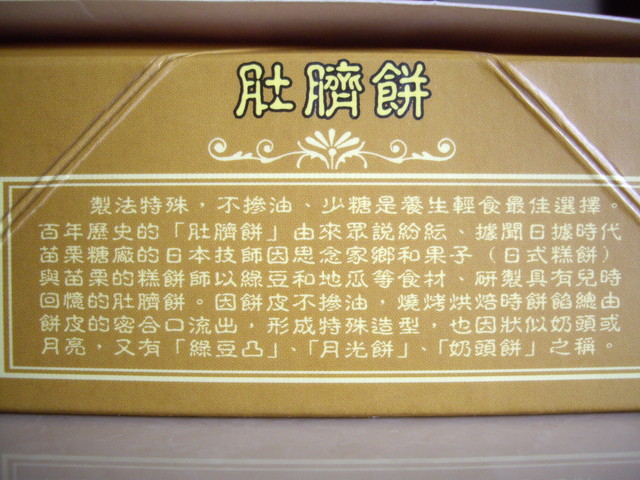 肚臍餅
製法特殊，不摻油、少糖是養生輕食最佳選擇。
百年歷史的「肚臍餅」由來眾説紛紜、據聞日據時代
苗栗糖廠的日本技師因思念家鄉和果子（日式糕餅）
與苗栗的糕餅師以綠豆和地瓜等食材，研製具有兒時
回憶的肚臍餅。因餅皮不摻油，燒烤烘焙時餅餡總由
餅皮的密合口流出，形成特殊造型，也因狀似奶頭或
月亮，又有「綠豆凸」、「月光餅」、「奶頭餅」之稱。